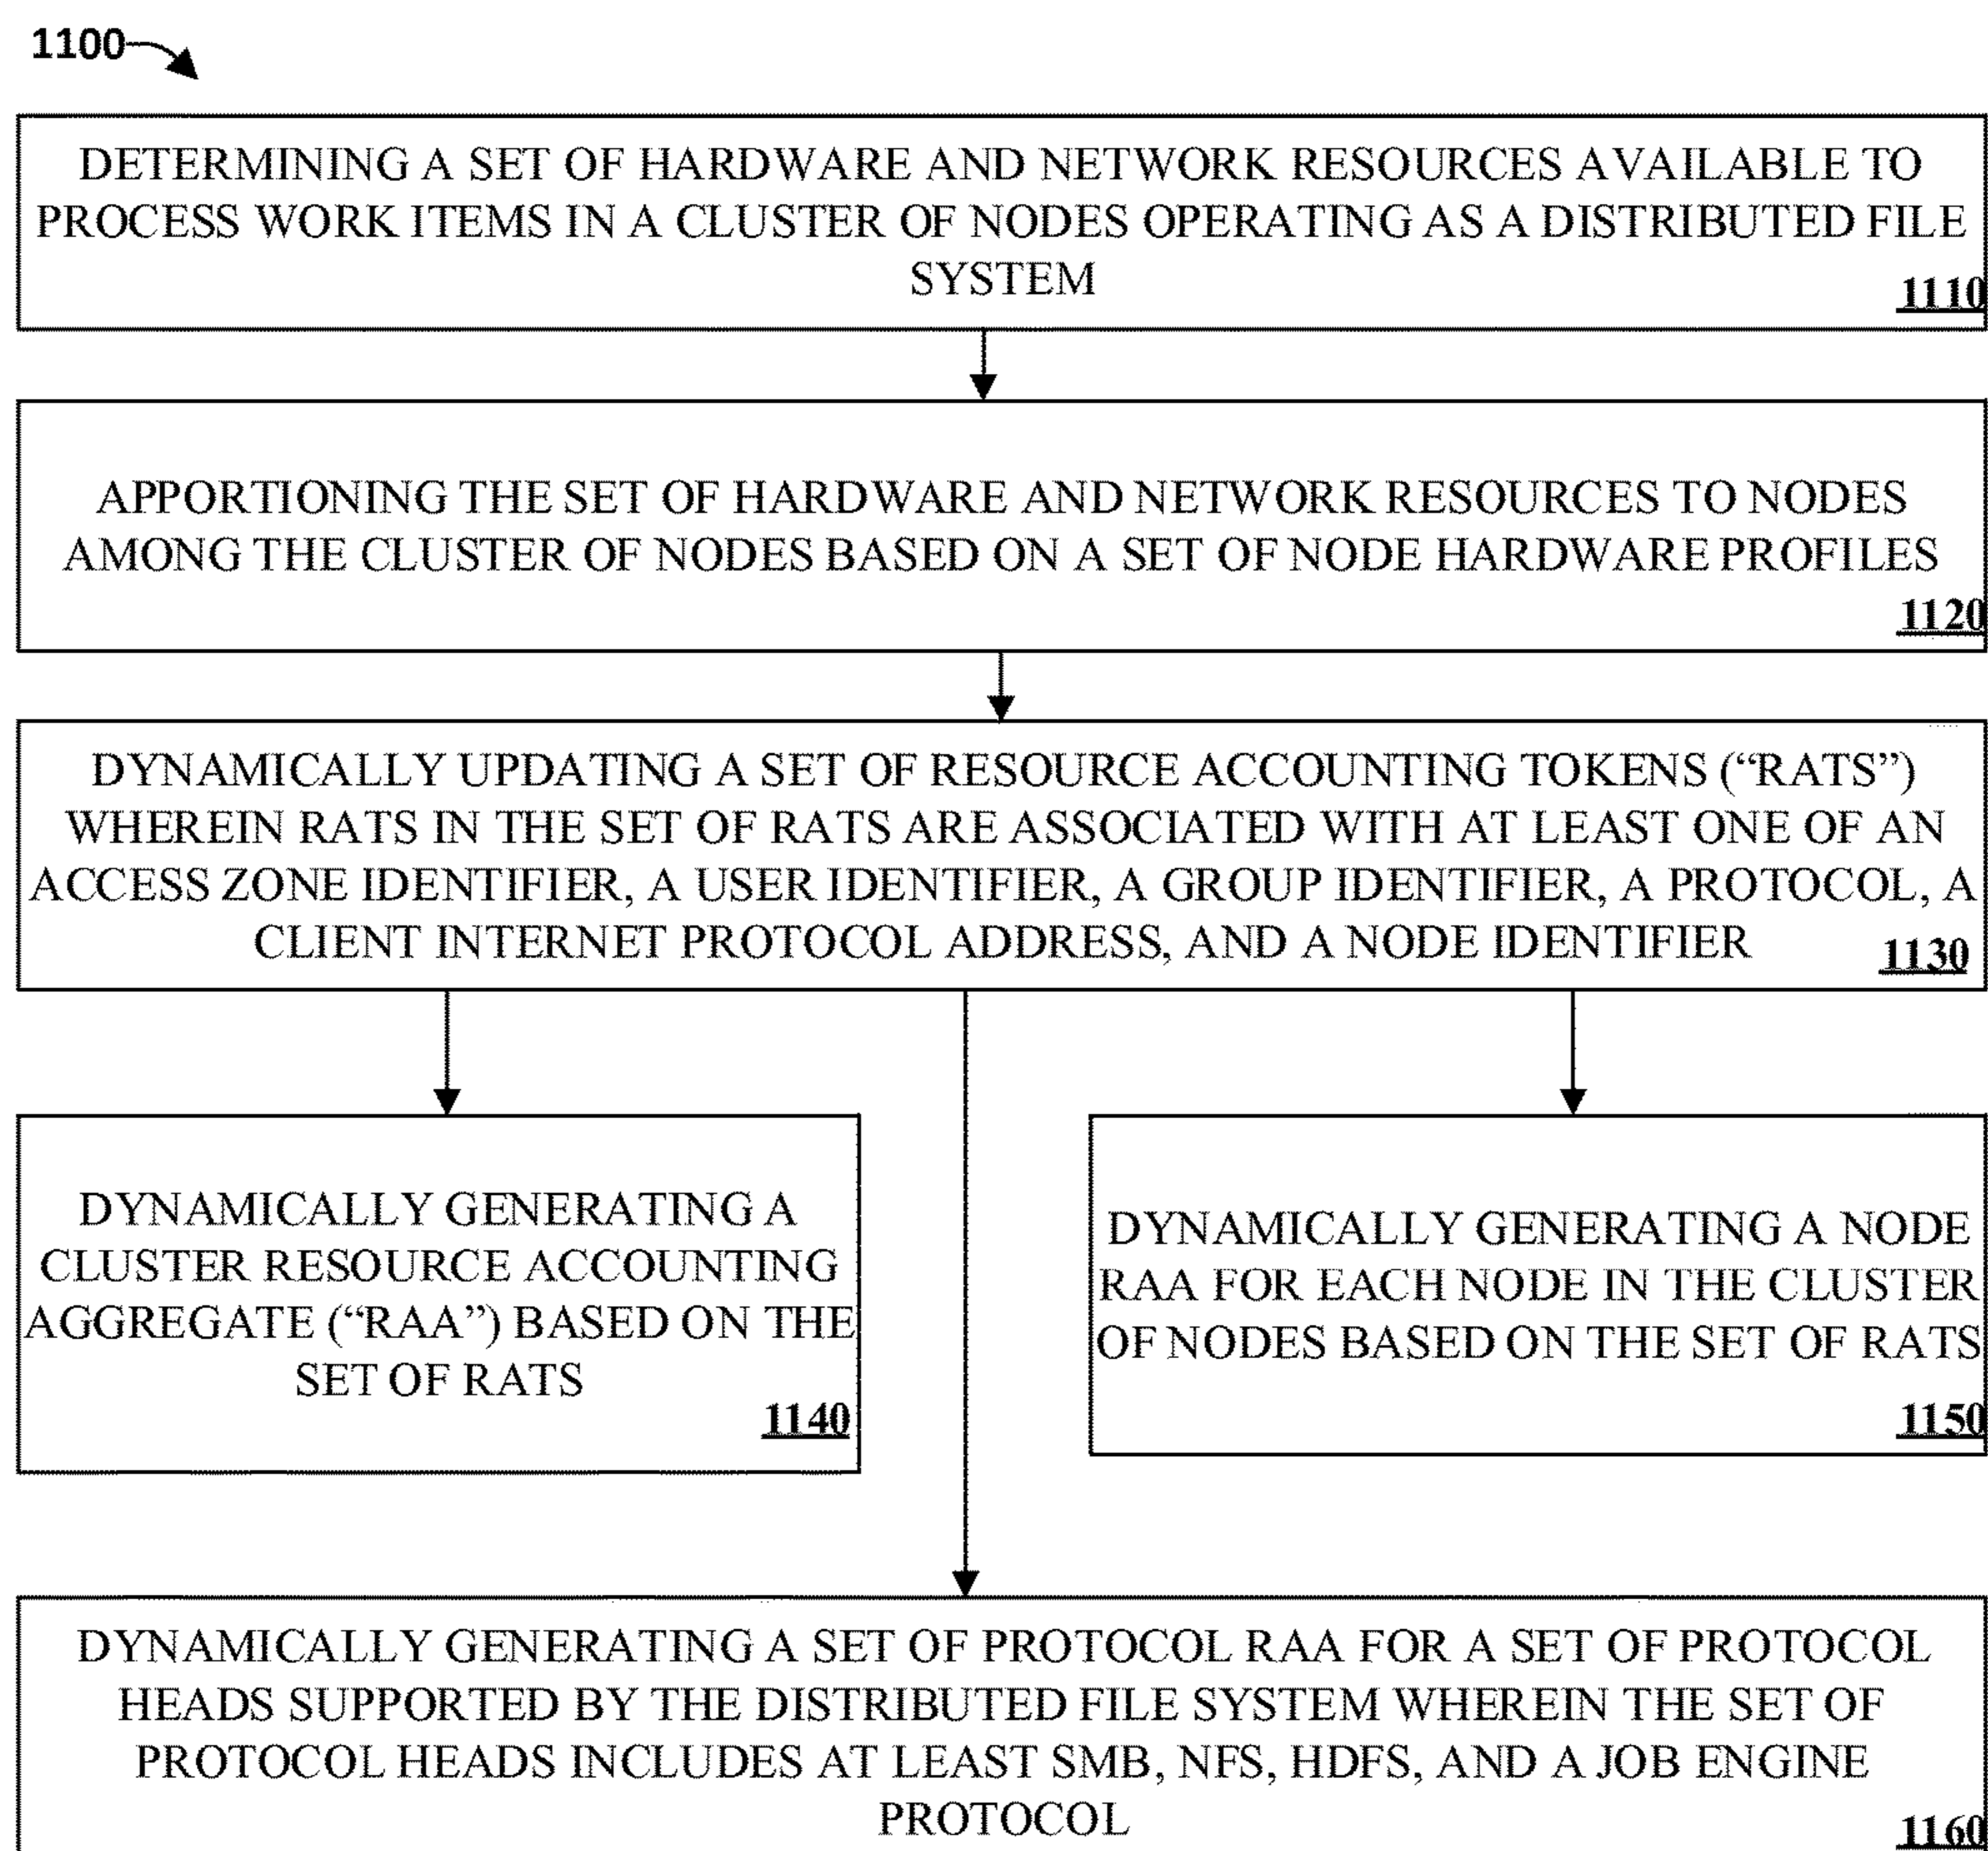 1100
DETERMINING A SET OF HARDWARE AND NETWORK RESOURCES AVAILABLE TO
PROCESS WORK ITEMS IN A CLUSTER OF NODES OPERATING AS A DISTRIBUTED FILE
SYSTEM
1110
APPORTIONING THE SET OF HARDWARE AND NETWORK RESOURCES TO NODES
AMONG THE CLUSTER OF NODES BASED ON A SET OF NODE HARDWARE PROFILES
1120
DYNAMICALLY UPDATING A SET OF RESOURCE ACCOUNTING TOKENS (“RATS”)
WHEREIN RATS IN THE SET OF RATS ARE ASSOCIATED WITH AT LEAST ONE OF AN
ACCESS ZONE IDENTIFIER, A USER IDENTIFIER, A GROUP IDENTIFIER, A PROTOCOL, A
CLIENT INTERNET PROTOCOL ADDRESS, AND A NODE IDENTIFIER
1130
DYNAMICALLY GENERATING A
CLUSTER RESOURCE ACCOUNTING
AGGREGATE (“RAA”) BASED ON THE
SET OF RATS
1140
DYNAMICALLY GENERATING A NODE
RAA FOR EACH NODE IN THE CLUSTER
OF NODES BASED ON THE SET OF RATS
1150
DYNAMICALLY GENERATING A SET OF PROTOCOL RAA FOR A SET OF PROTOCOL
HEADS SUPPORTED BY THE DISTRIBUTED FILE SYSTEM WHEREIN THE SET OF
PROTOCOL HEADS INCLUDES AT LEAST SMB, NFS, HDFS, AND A JOB ENGINE
PROTOCOL
1160